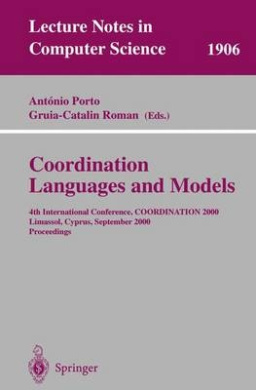 Lecture Notes in
Computer Science 1906
António Porto
Gruia-Catalin Roman (Eds.)
Coordination
Languages and Models
4th International Conference, COORDINATION 2000
Limassol, Cyprus, September 2000
Proceedings
Springer